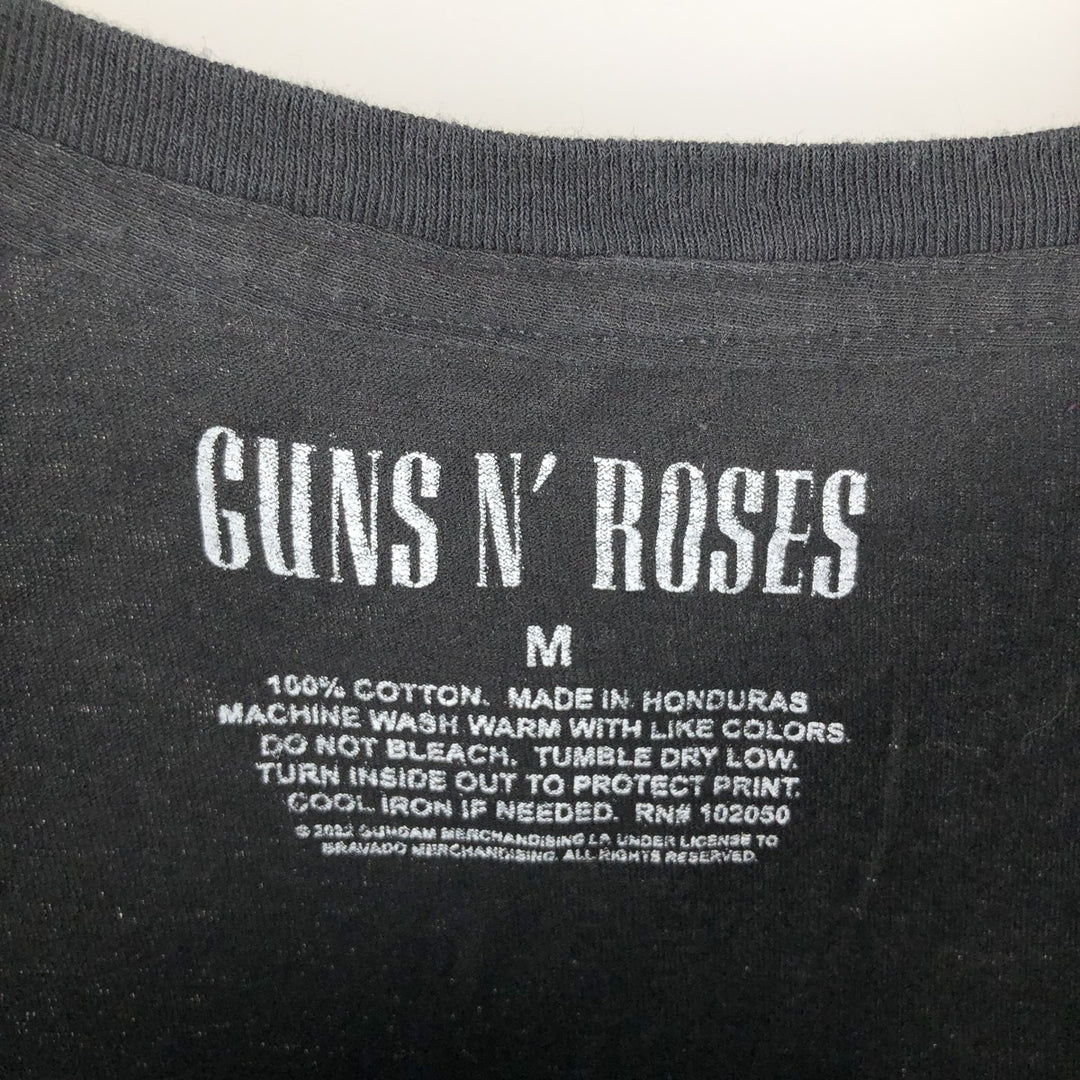 GUNS N' ROSES
M
100% COTTON. MADE IN HONDURAS
MACHINE WASH WARM WITH LIKE COLORS.
DO NOT BLEACH. TUMBLE DRY LOW.
TURN INSIDE OUT TO PROTECT PRINT.
COOL IRON IF NEEDED. RN# 102050
© MERCHANDISING LP UNDER LICENSE TO
BRAVADO MERCHANDISING. ALL RIGHTS RESERVED.